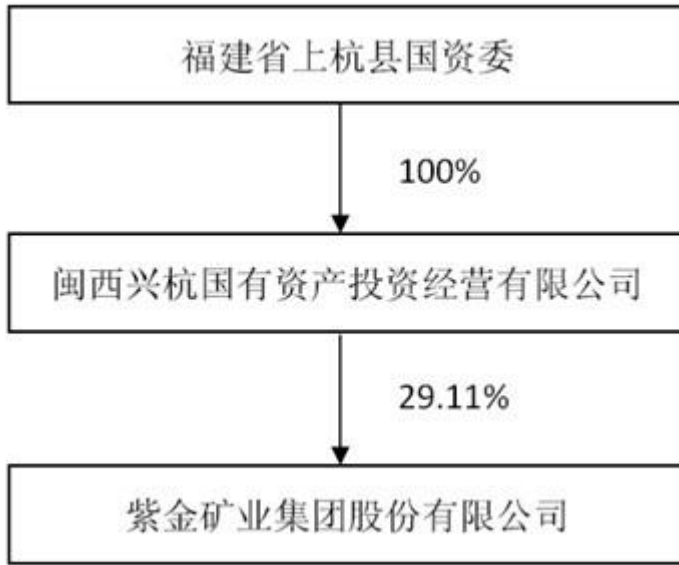 福建省上杭县国资委
100%
闽西兴杭国有资产投资经营有限公司
29.11%
紫金矿业集团股份有限公司